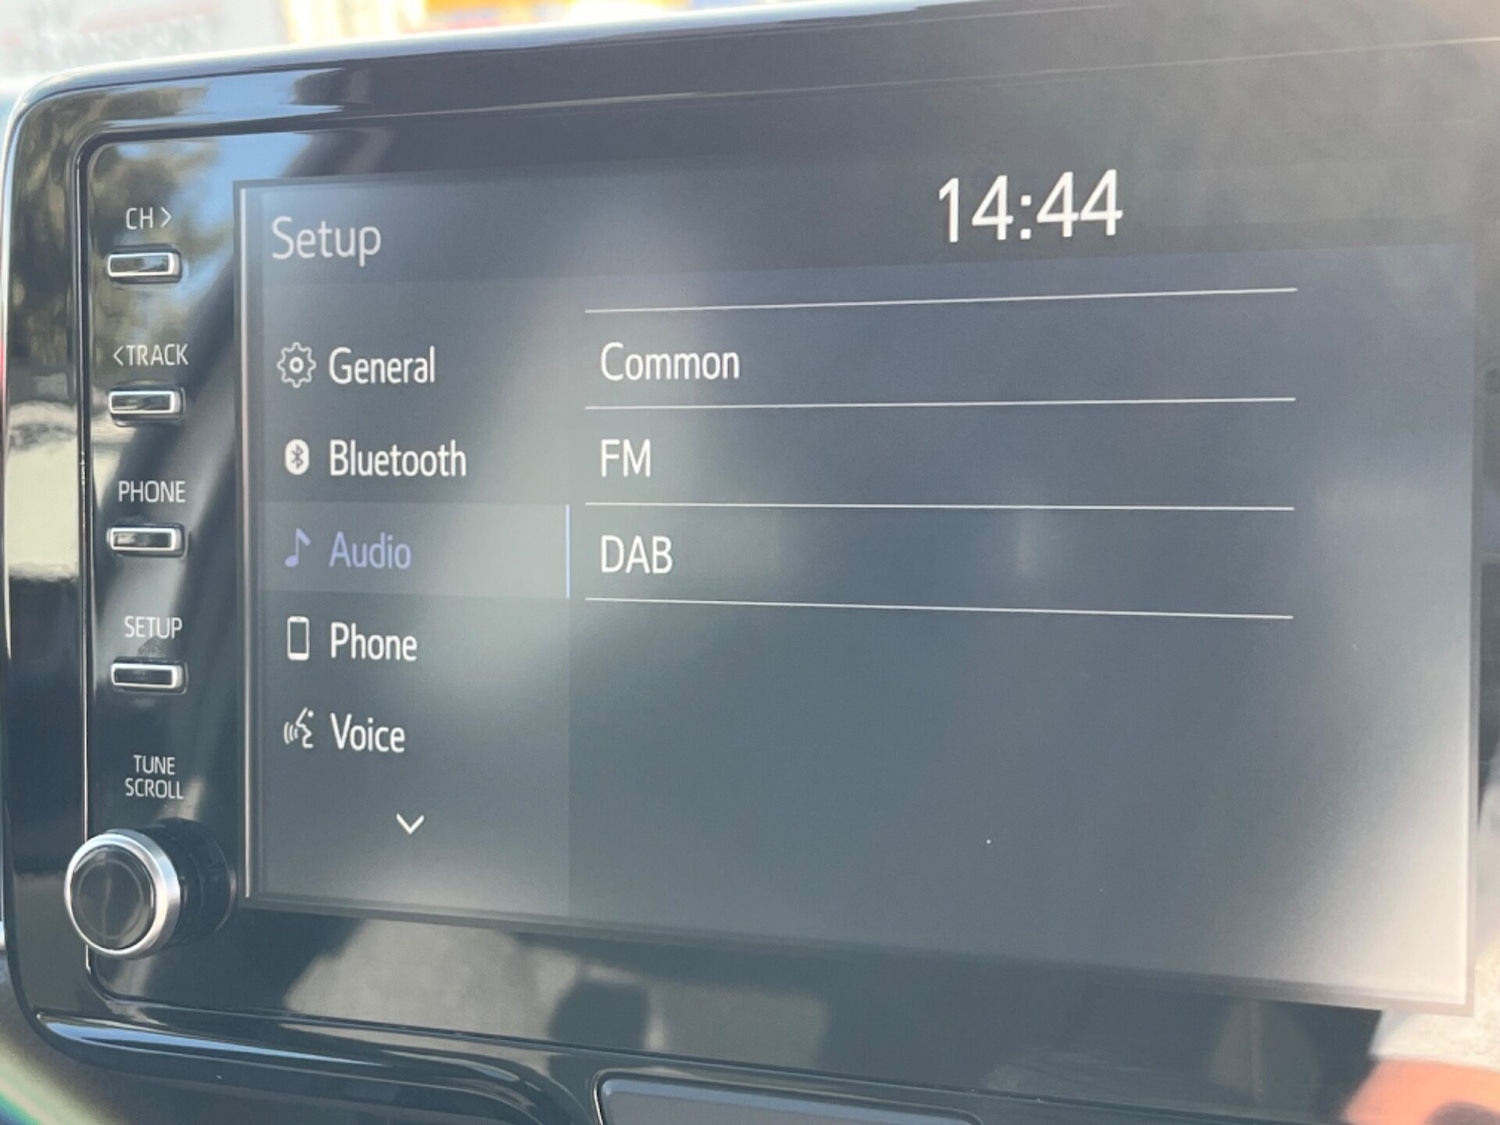 CH >
< TRACK
PHONE
SETUP
TUNE
SCROLL
Setup
14:44
General
Bluetooth
Audio
Phone
Voice
Common
FM
DAB